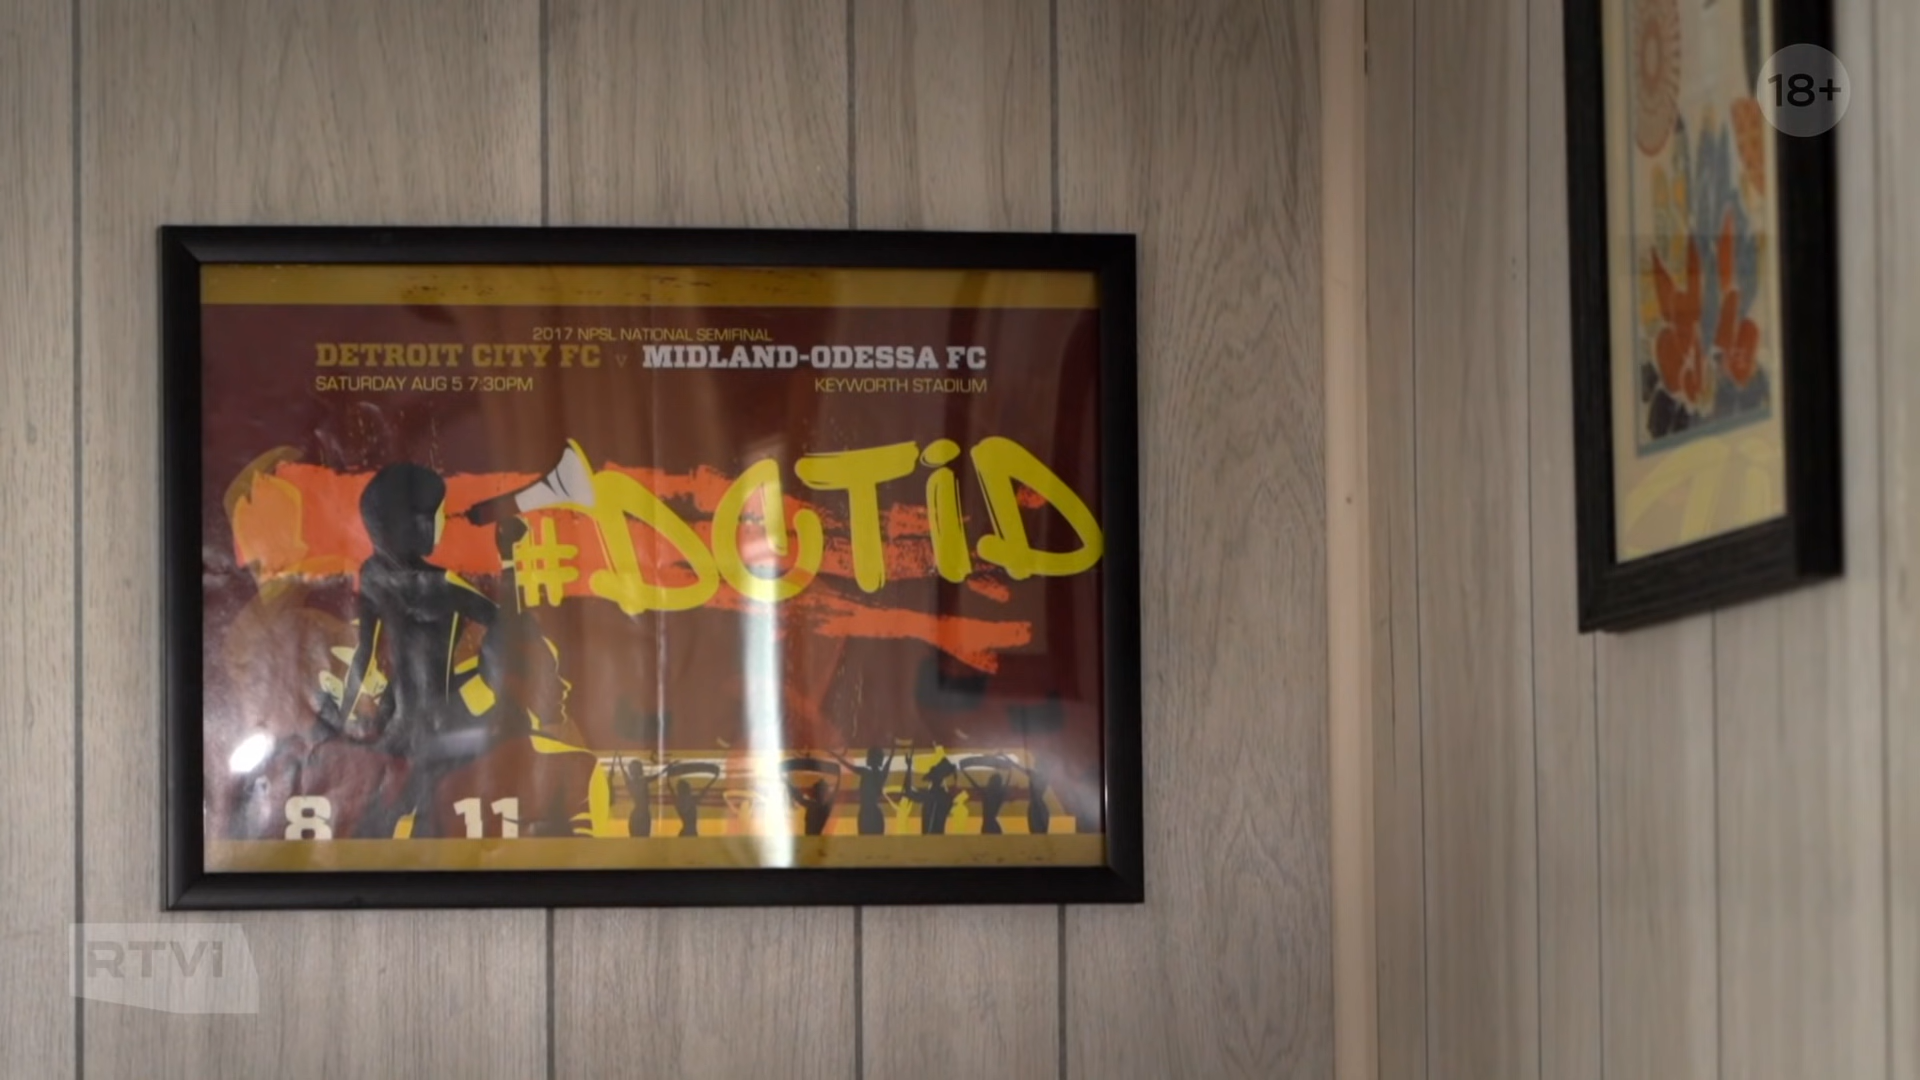 18+
2017 NPSL NATIONAL SEMIFINAL
DETROIT CITY FC V MIDLAND-ODESSA FC
SATURDAY AUG 5 7:30PM KEYWORTH STADIUM
#DCTiD
8 11
RTVi